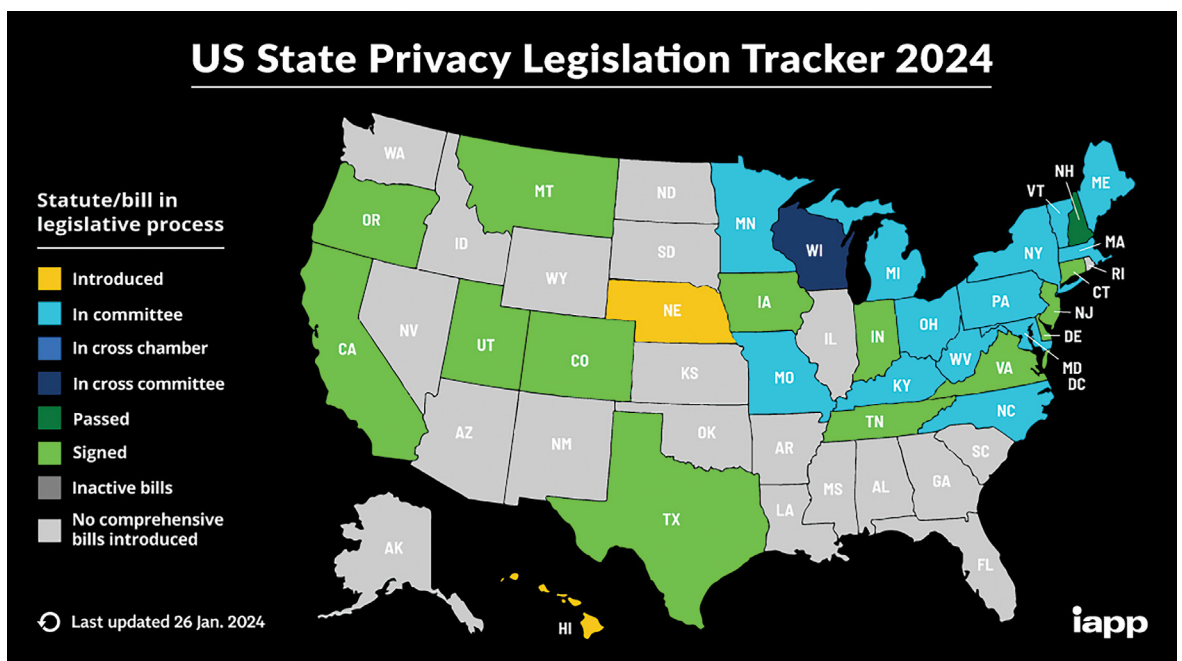 US State Privacy Legislation Tracker 2024
Statute/bill in
legislative process
Introduced
In committee
In cross chamber
In cross committee
Passed
Signed
Inactive bills
No comprehensive
bills introduced
WA
OR
CA
ID
NV
MT
WY
UT
CO
AZ
NM
ND
SD
NE
KS
OK
TX
MN
IA
MO
AR
LA
WI
IL
MI
IN
OH
KY
TN
MS
AL
GA
FL
SC
NC
VA
WV
PA
NY
VT
NH
ME
MA
RI
CT
NJ
DE
MD
DC
AK
HI
Last updated 26 Jan. 2024
iapp